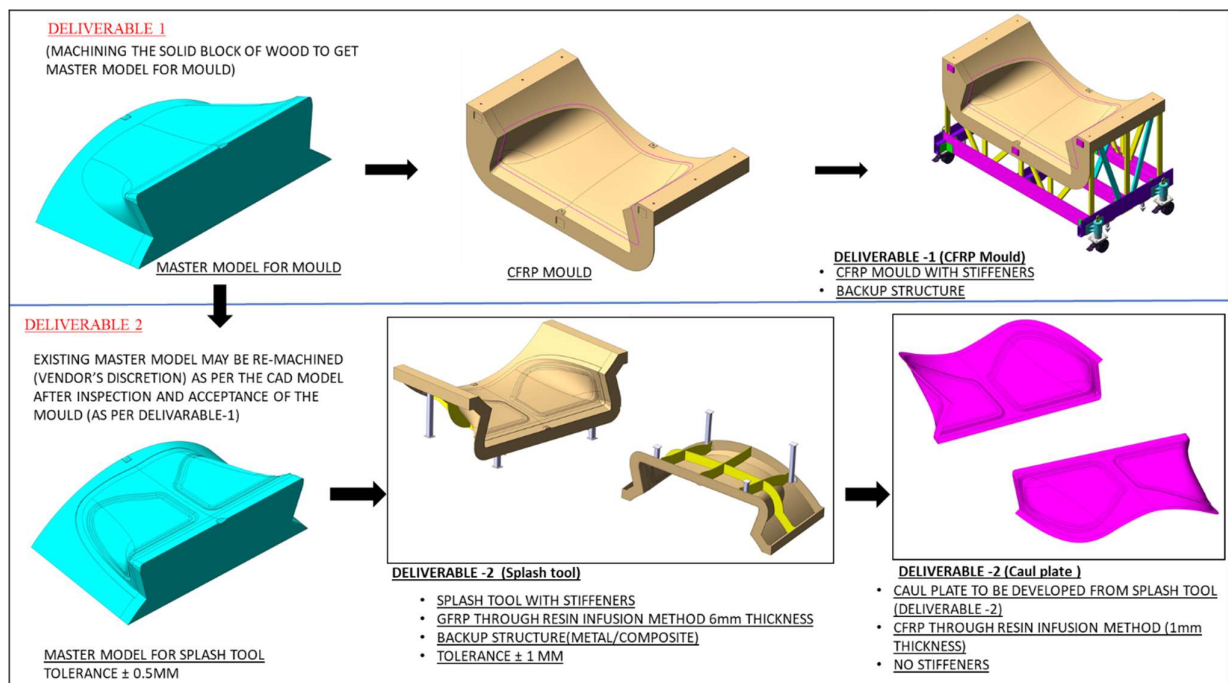 DELIVERABLE 1
(MACHINING THE SOLID BLOCK OF WOOD TO GET
MASTER MODEL FOR MOULD)
MASTER MODEL FOR MOULD
CFRP MOULD
DELIVERABLE -1 (CFRP Mould)
• CFRP MOULD WITH STIFFENERS
• BACKUP STRUCTURE
DELIVERABLE 2
EXISTING MASTER MODEL MAY BE RE-MACHINED
(VENDOR'S DISCRETION) AS PER THE CAD MODEL
AFTER INSPECTION AND ACCEPTANCE OF THE
MOULD (AS PER DELIVARABLE-1)
MASTER MODEL FOR SPLASH TOOL
TOLERANCE ± 0.5MM
DELIVERABLE -2 (Splash tool)
• SPLASH TOOL WITH STIFFENERS
• GFRP THROUGH RESIN INFUSION METHOD 6mm THICKNESS
• BACKUP STRUCTURE(METAL/COMPOSITE)
• TOLERANCE ± 1 MM
DELIVERABLE -2 (Caul plate )
• CAUL PLATE TO BE DEVELOPED FROM SPLASH TOOL
(DELIVERABLE -2)
• CFRP THROUGH RESIN INFUSION METHOD (1mm
THICKNESS)
• NO STIFFENERS